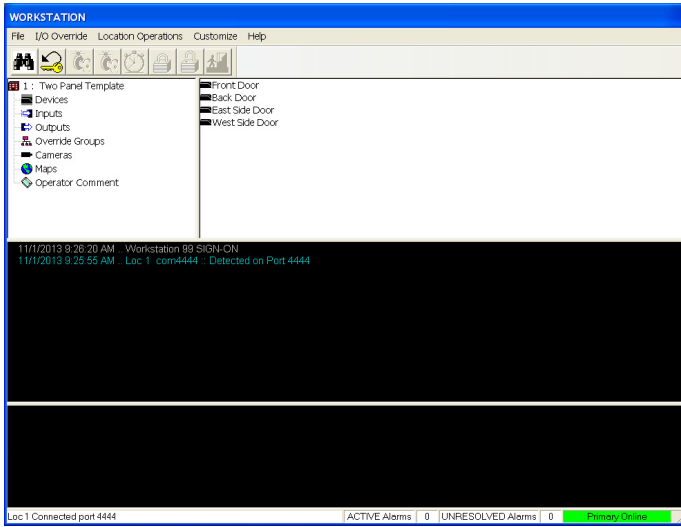 WORKSTATION
File I/O Override Location Operations Customize Help
1 : Two Panel Template
Devices
Inputs
Outputs
Override Groups
Cameras
Maps
Operator Comment
Front Door
Back Door
East Side Door
West Side Door
11/1/2013 9:26:20 AM .. Workstation 99 SIGN-ON
11/1/2013 9:25:55 AM .. Loc 1 com4444 :: Detected on Port 4444
Loc 1 Connected port 4444 ACTIVE Alarms 0 UNRESOLVED Alarms 0 Primary Online